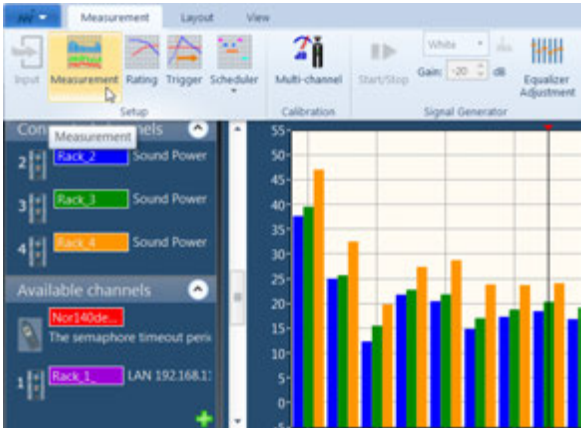 Measurement Layout View
Input Measurement Rating Trigger Scheduler Multi-channel Start/Stop White Gain: -20 dB Equalizer Adjustment
Setup Calibration Signal Generator
Measurement
2 Rack_2 Sound Power
3 Rack_3 Sound Power
4 Rack_4 Sound Power
Available channels
Nor140de...
The semaphore timeout peri
1 Rack_1_ LAN 192.168.1
55
50
45
40
35
30
25
20
15
10
5
0
-5